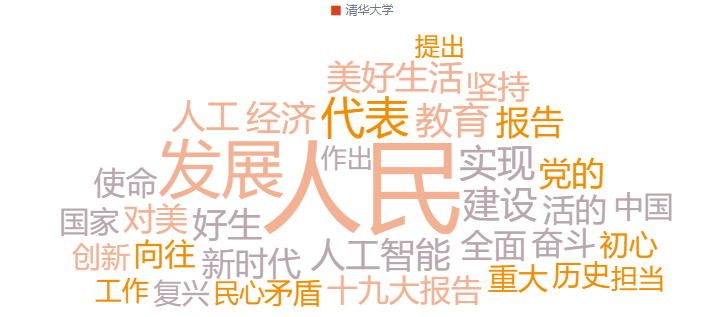 清华大学
提出
美好生活 坚持
人工 经济 代表 教育 报告
发展 人民 作出 实现 党的
使命 建设 活的 中国
国家 对美 好生
创新 向往 新时代 人工智能 全面 奋斗 初心
工作 复兴 民心 矛盾 十九大报告 重大 历史 担当